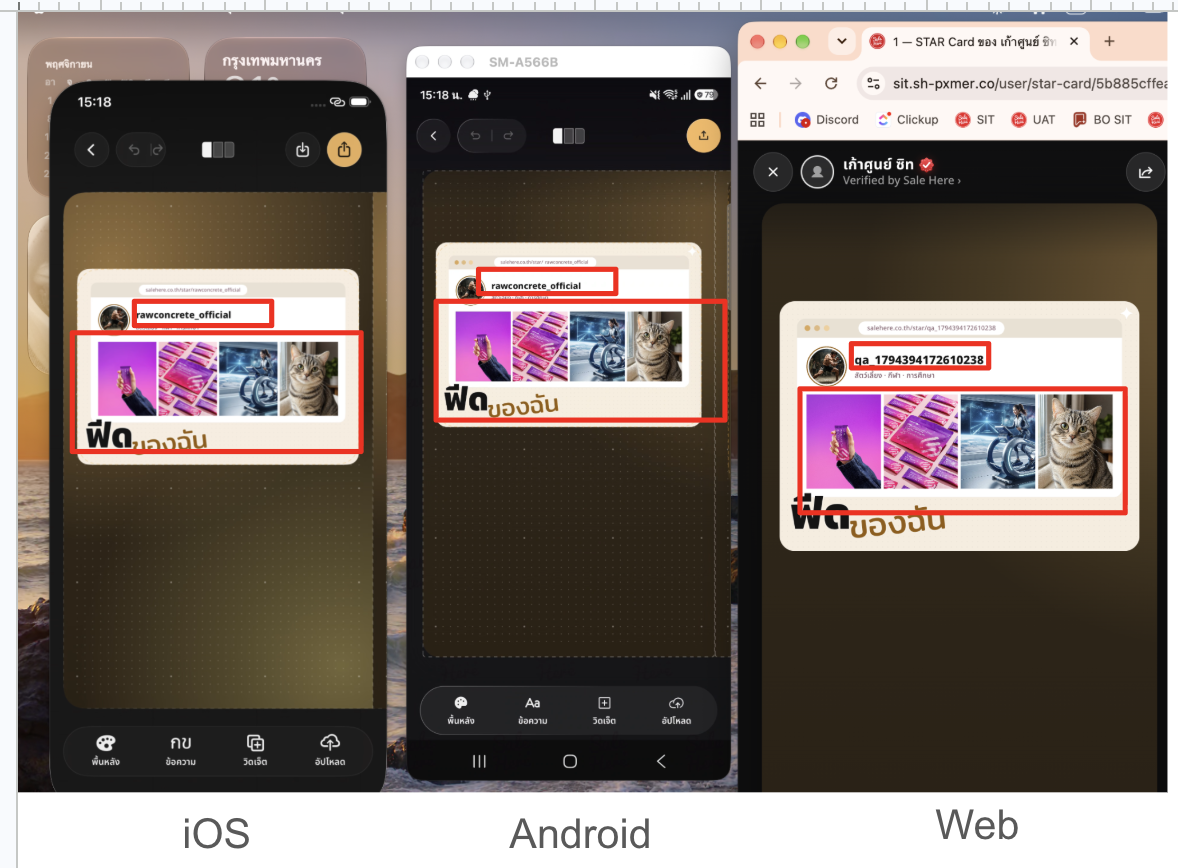 พฤศจิกายน
อา
กรุงเทพมหานคร
15:18
rawconcrete_official
salehere.co.th/star/rawconcrete_official
ฟีด
ของฉัน
พื้นหลัง
กข
ข้อความ
วิดเจ็ต
อัปโหลด
iOS
SM-A566B
15:18 น.
79
salehere.co.th/star/ rawconcrete_official
rawconcrete_official
ฟีด
ของฉัน
พื้นหลัง
Aa
ข้อความ
วิดเจ็ต
อัปโหลด
Android
1 — STAR Card ของ เก้าศูนย์ ซิท
sit.sh-pxmer.co/user/star-card/5b885cffea
Discord
Clickup
SIT
UAT
BO SIT
เก้าศูนย์ ซิท
Verified by Sale Here ›
salehere.co.th/star/qa_1794394172610238
qa_1794394172610238
สัตว์เลี้ยง · กีฬา · การศึกษา
ฟีด
ของฉัน
Web